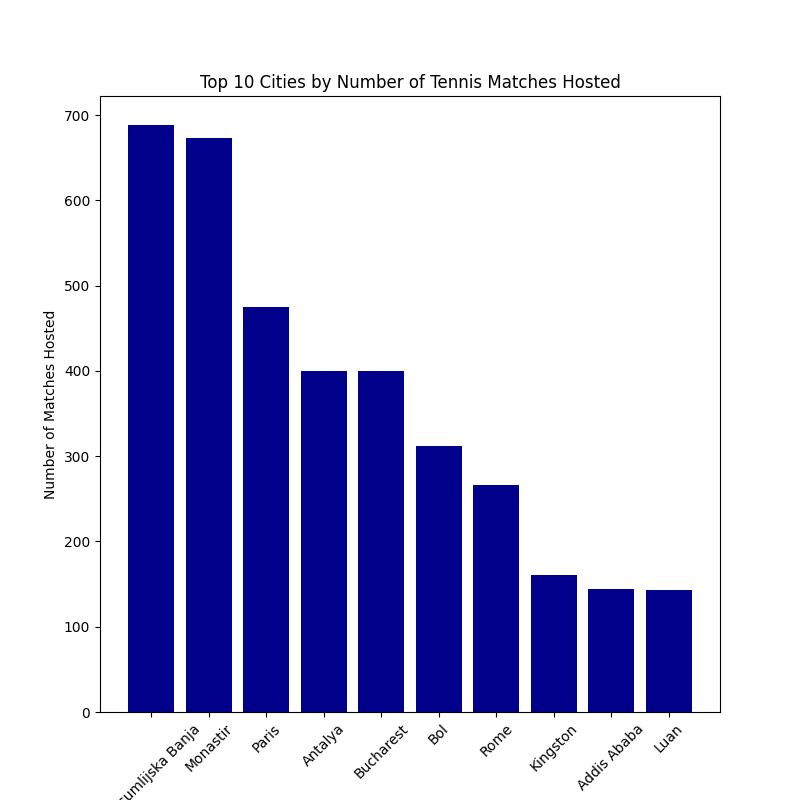 Top 10 Cities by Number of Tennis Matches Hosted
Number of Matches Hosted
700
600
500
400
300
200
100
0
Banja
Monastir
Paris
Antalya
Bucharest
Bol
Rome
Kingston
Addis Ababa
Luan